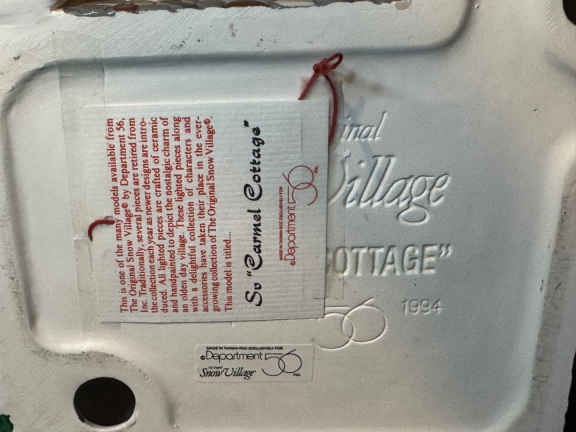 This is one of the many models available from
The Original Snow Village® by Department 56,
Inc. Traditionally, several pieces are retired from
the collection each year as newer designs are intro-
duced. All lighted pieces are crafted of ceramic
and handpainted to depict the nostalgic charm of
an olden day village. These lighted pieces along
with a delightful collection of characters and
accessories have taken their place in the ever-
growing collection of The Original Snow Village®.
This model is titled...
So "Carmel Cottage"
Department 56
inal
Village
OTTAGE"
56 1994
Department 56
Snow Village